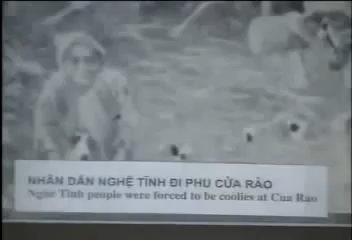 NHÂN DÂN NGHỆ TĨNH ĐI PHU CỬA RÀO
Nghe Tinh people were forced to be coolies at Cua Rao